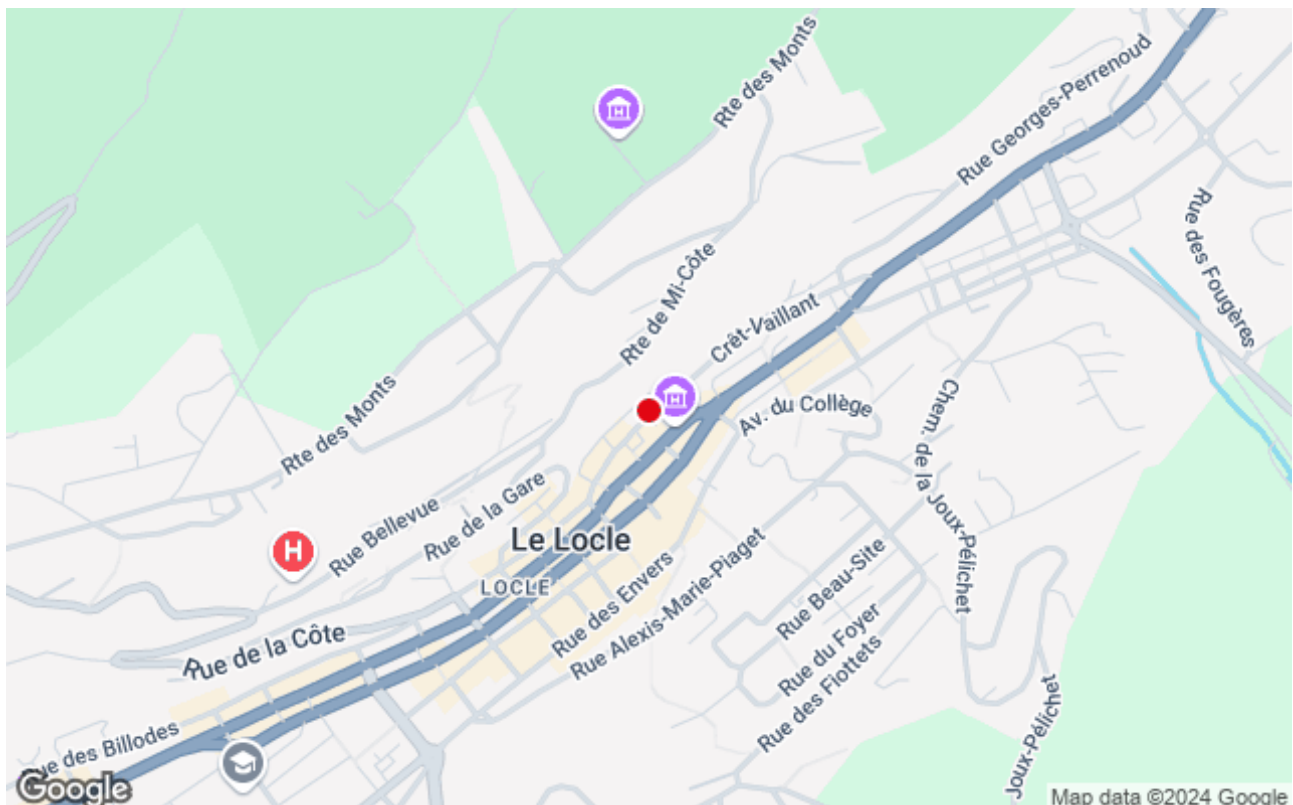 Rte des Monts
Rue Georges-Perrenoud
Rue des Fougères
Rte de Mi-Côte
Crêt-Vaillant
Av. du Collège
Chem. de la Joux-Pélichet
Rte des Monts
Rue Bellevue
Rue de la Gare
H
Le Locle
LOCLE
Rue des Envers
Rue Alexis-Marie-Piaget
Rue Beau-Site
Rue du Foyer
Rue des Fiottets
Joux-Pélichet
Rue de la Côte
Rue des Billodes
Google
Map data ©2024 Google